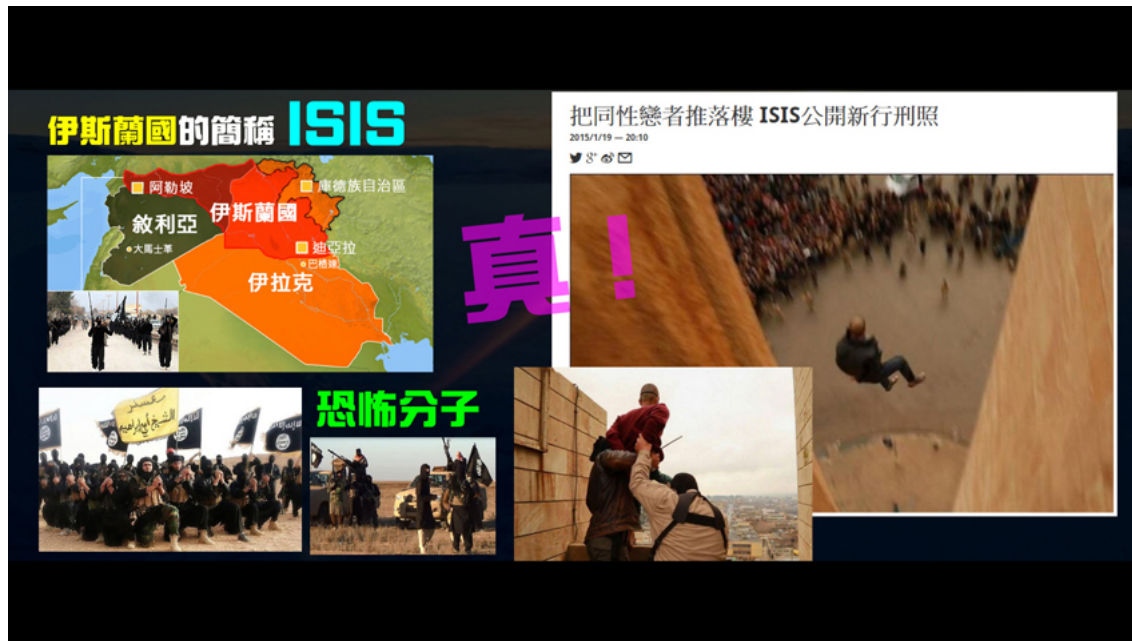 伊斯蘭國的簡稱 ISIS
阿勒坡
庫德族自治區
伊斯蘭國
敘利亞
大馬士革
迪亞拉
巴格達
伊拉克
恐怖分子
真！
把同性戀者推落樓 ISIS公開新行刑照
2015/1/19 — 20:10